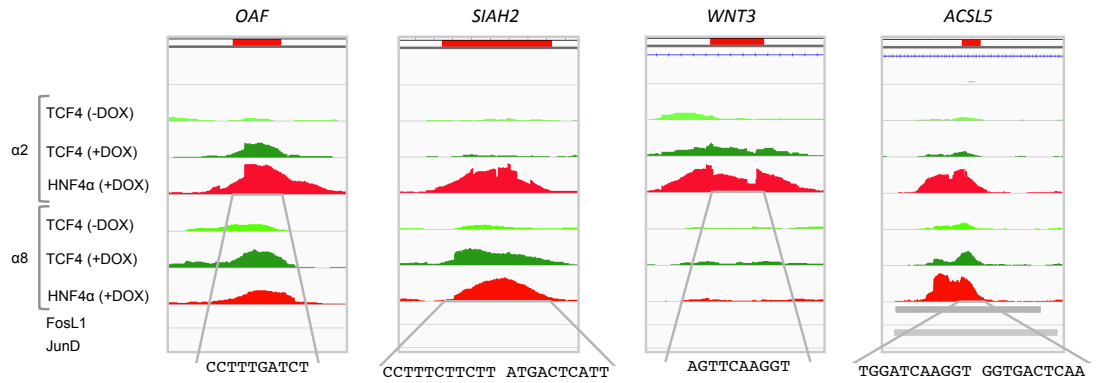 OAF SIAH2 WNT3 ACSL5
α2
TCF4 (-DOX)
TCF4 (+DOX)
HNF4α (+DOX)
α8
TCF4 (-DOX)
TCF4 (+DOX)
HNF4α (+DOX)
FosL1
JunD
CCTTTGATCT
CCTTTCTTCTT ATGACTCATT
AGTTCAAGGT
TGGATCAAGGT GGTGACTCAA